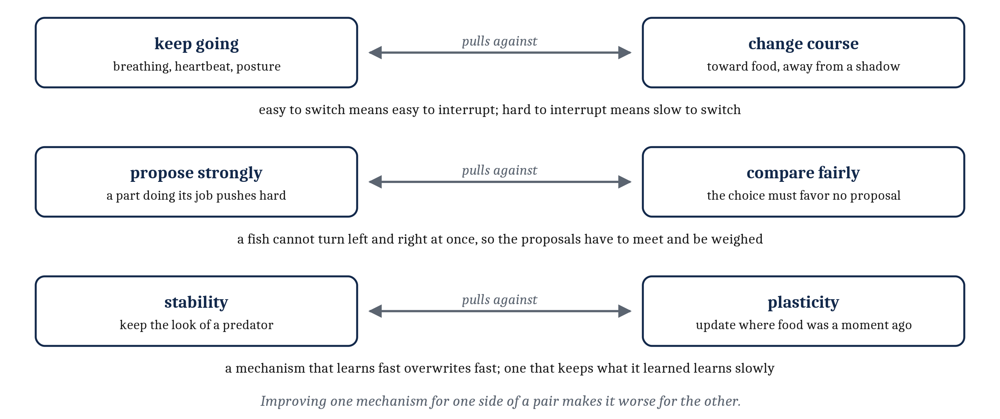 keep going
breathing, heartbeat, posture
pulls against
change course
toward food, away from a shadow
easy to switch means easy to interrupt; hard to interrupt means slow to switch
propose strongly
a part doing its job pushes hard
pulls against
compare fairly
the choice must favor no proposal
a fish cannot turn left and right at once, so the proposals have to meet and be weighed
stability
keep the look of a predator
pulls against
plasticity
update where food was a moment ago
a mechanism that learns fast overwrites fast; one that keeps what it learned learns slowly
Improving one mechanism for one side of a pair makes it worse for the other.